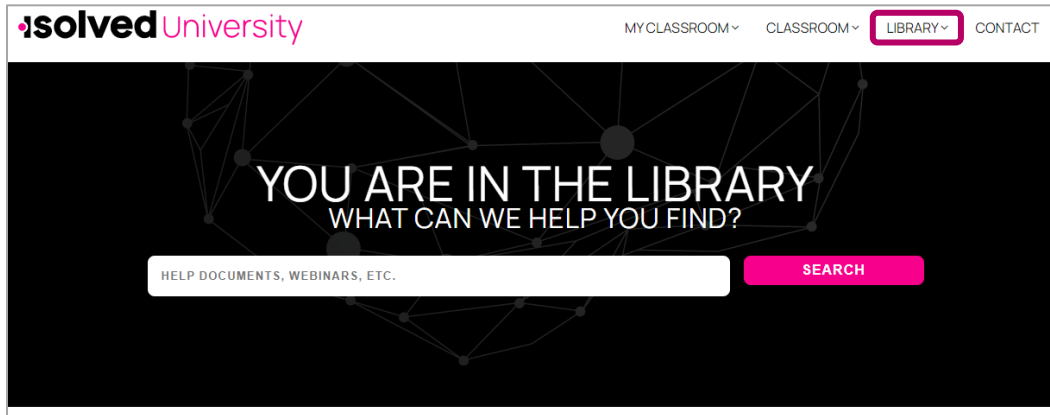 isolved University
MY CLASSROOM CLASSROOM LIBRARY CONTACT
YOU ARE IN THE LIBRARY
WHAT CAN WE HELP YOU FIND?
HELP DOCUMENTS, WEBINARS, ETC.
SEARCH